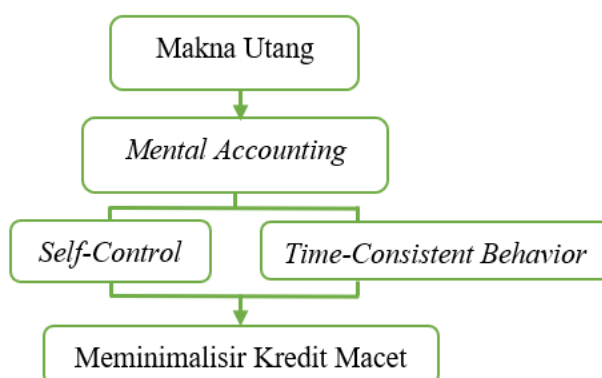 Makna Utang
Mental Accounting
Self-Control
Time-Consistent Behavior
Meminimalisir Kredit Macet